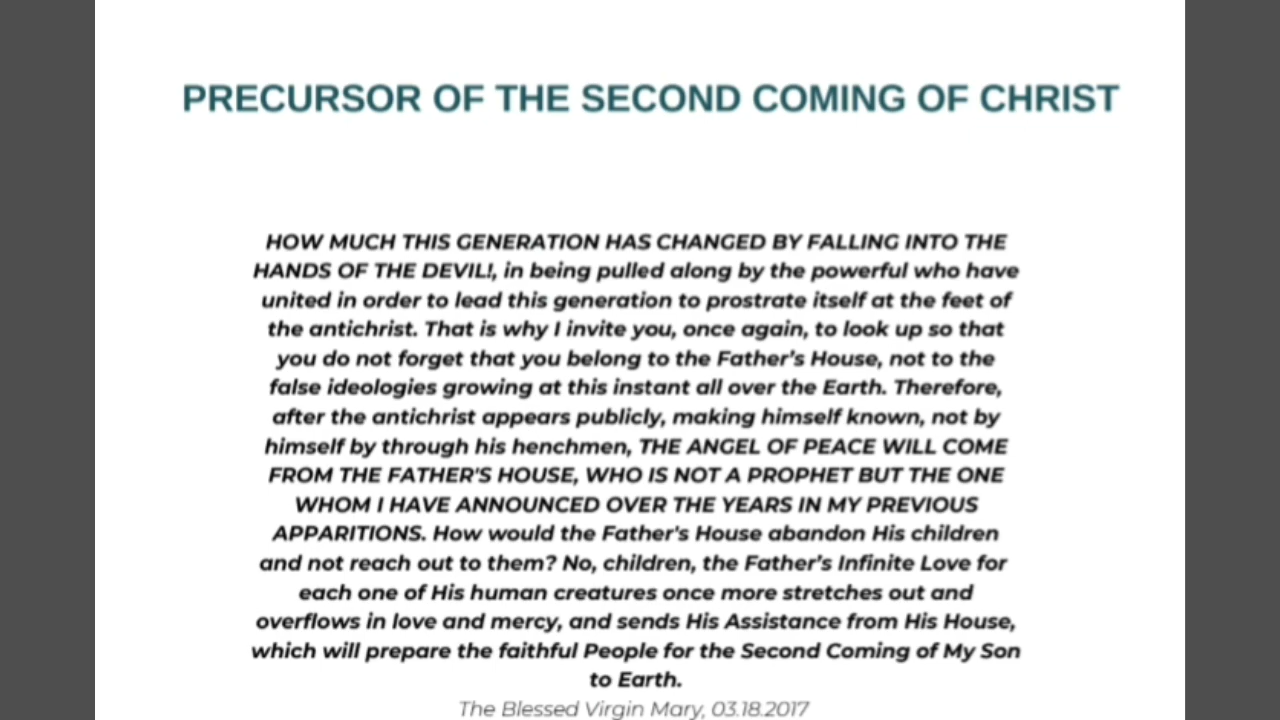 PRECURSOR OF THE SECOND COMING OF CHRIST
HOW MUCH THIS GENERATION HAS CHANGED BY FALLING INTO THE
HANDS OF THE DEVIL!, in being pulled along by the powerful who have
united in order to lead this generation to prostrate itself at the feet of
the antichrist. That is why I invite you, once again, to look up so that
you do not forget that you belong to the Father's House, not to the
false ideologies growing at this instant all over the Earth. Therefore,
after the antichrist appears publicly, making himself known, not by
himself by through his henchmen, THE ANGEL OF PEACE WILL COME
FROM THE FATHER'S HOUSE, WHO IS NOT A PROPHET BUT THE ONE
WHOM I HAVE ANNOUNCED OVER THE YEARS IN MY PREVIOUS
APPARITIONS. How would the Father's House abandon His children
and not reach out to them? No, children, the Father's Infinite Love for
each one of His human creatures once more stretches out and
overflows in love and mercy, and sends His Assistance from His House,
which will prepare the faithful People for the Second Coming of My Son
to Earth.
The Blessed Virgin Mary, 03.18.2017